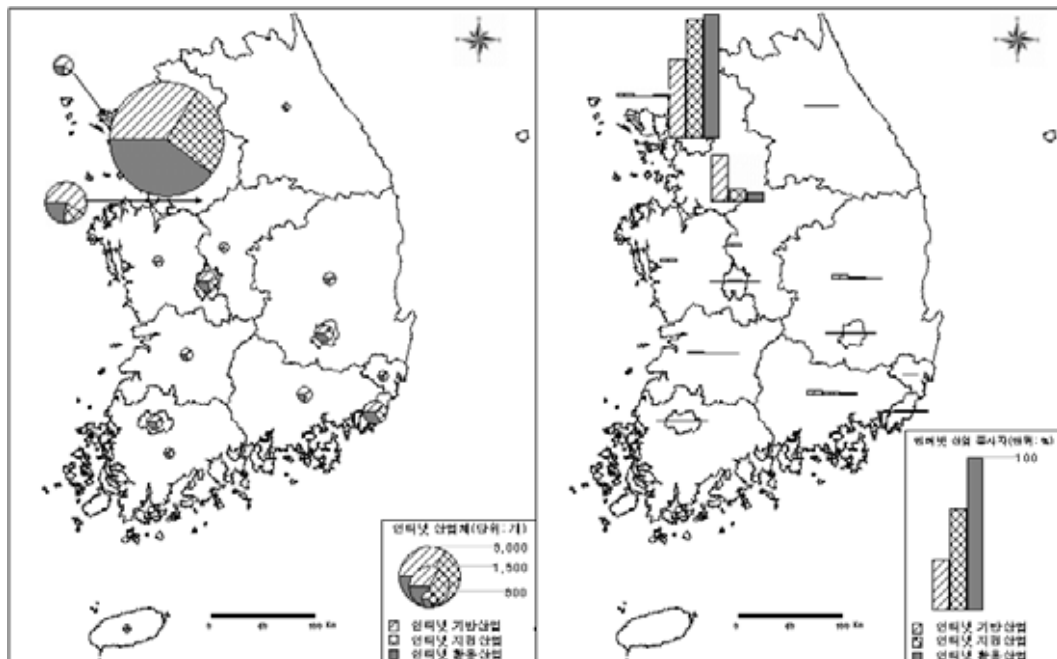 인터넷 산업체(단위: 개)
3,000
1,500
500
인터넷 기반산업
인터넷 지원산업
인터넷 활용산업
0
100 Km
인터넷 산업 종사자(단위: %)
100
인터넷 기반산업
인터넷 지원산업
인터넷 활용산업
0
100 Km